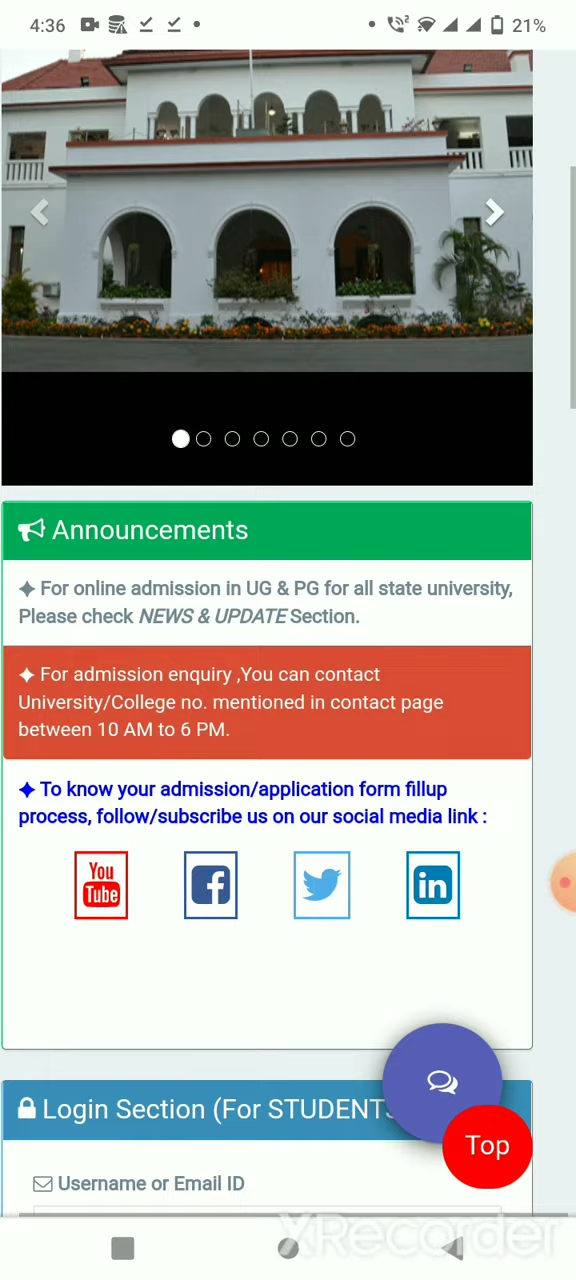 4:36
2
21%
Announcements
✦ For online admission in UG & PG for all state university,
Please check NEWS & UPDATE Section.
✦ For admission enquiry ,You can contact
University/College no. mentioned in contact page
between 10 AM to 6 PM.
✦ To know your admission/application form fillup
process, follow/subscribe us on our social media link :
You
Tube
f
in
Login Section (For STUDENTS
Top
Username or Email ID
XRecorder